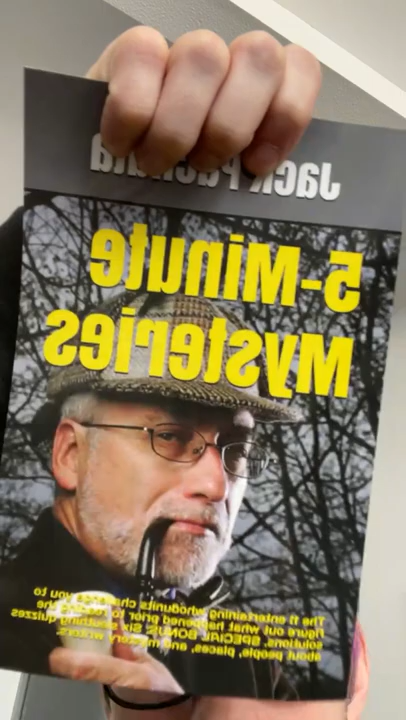 Jack
5-Minute
Mysteries
The 11 entertaining whodunits challenge you to
figure out what happened prior to reading the
solutions. SPECIAL BONUS: Six sleuthing quizzes
about people, places, and mystery writers.